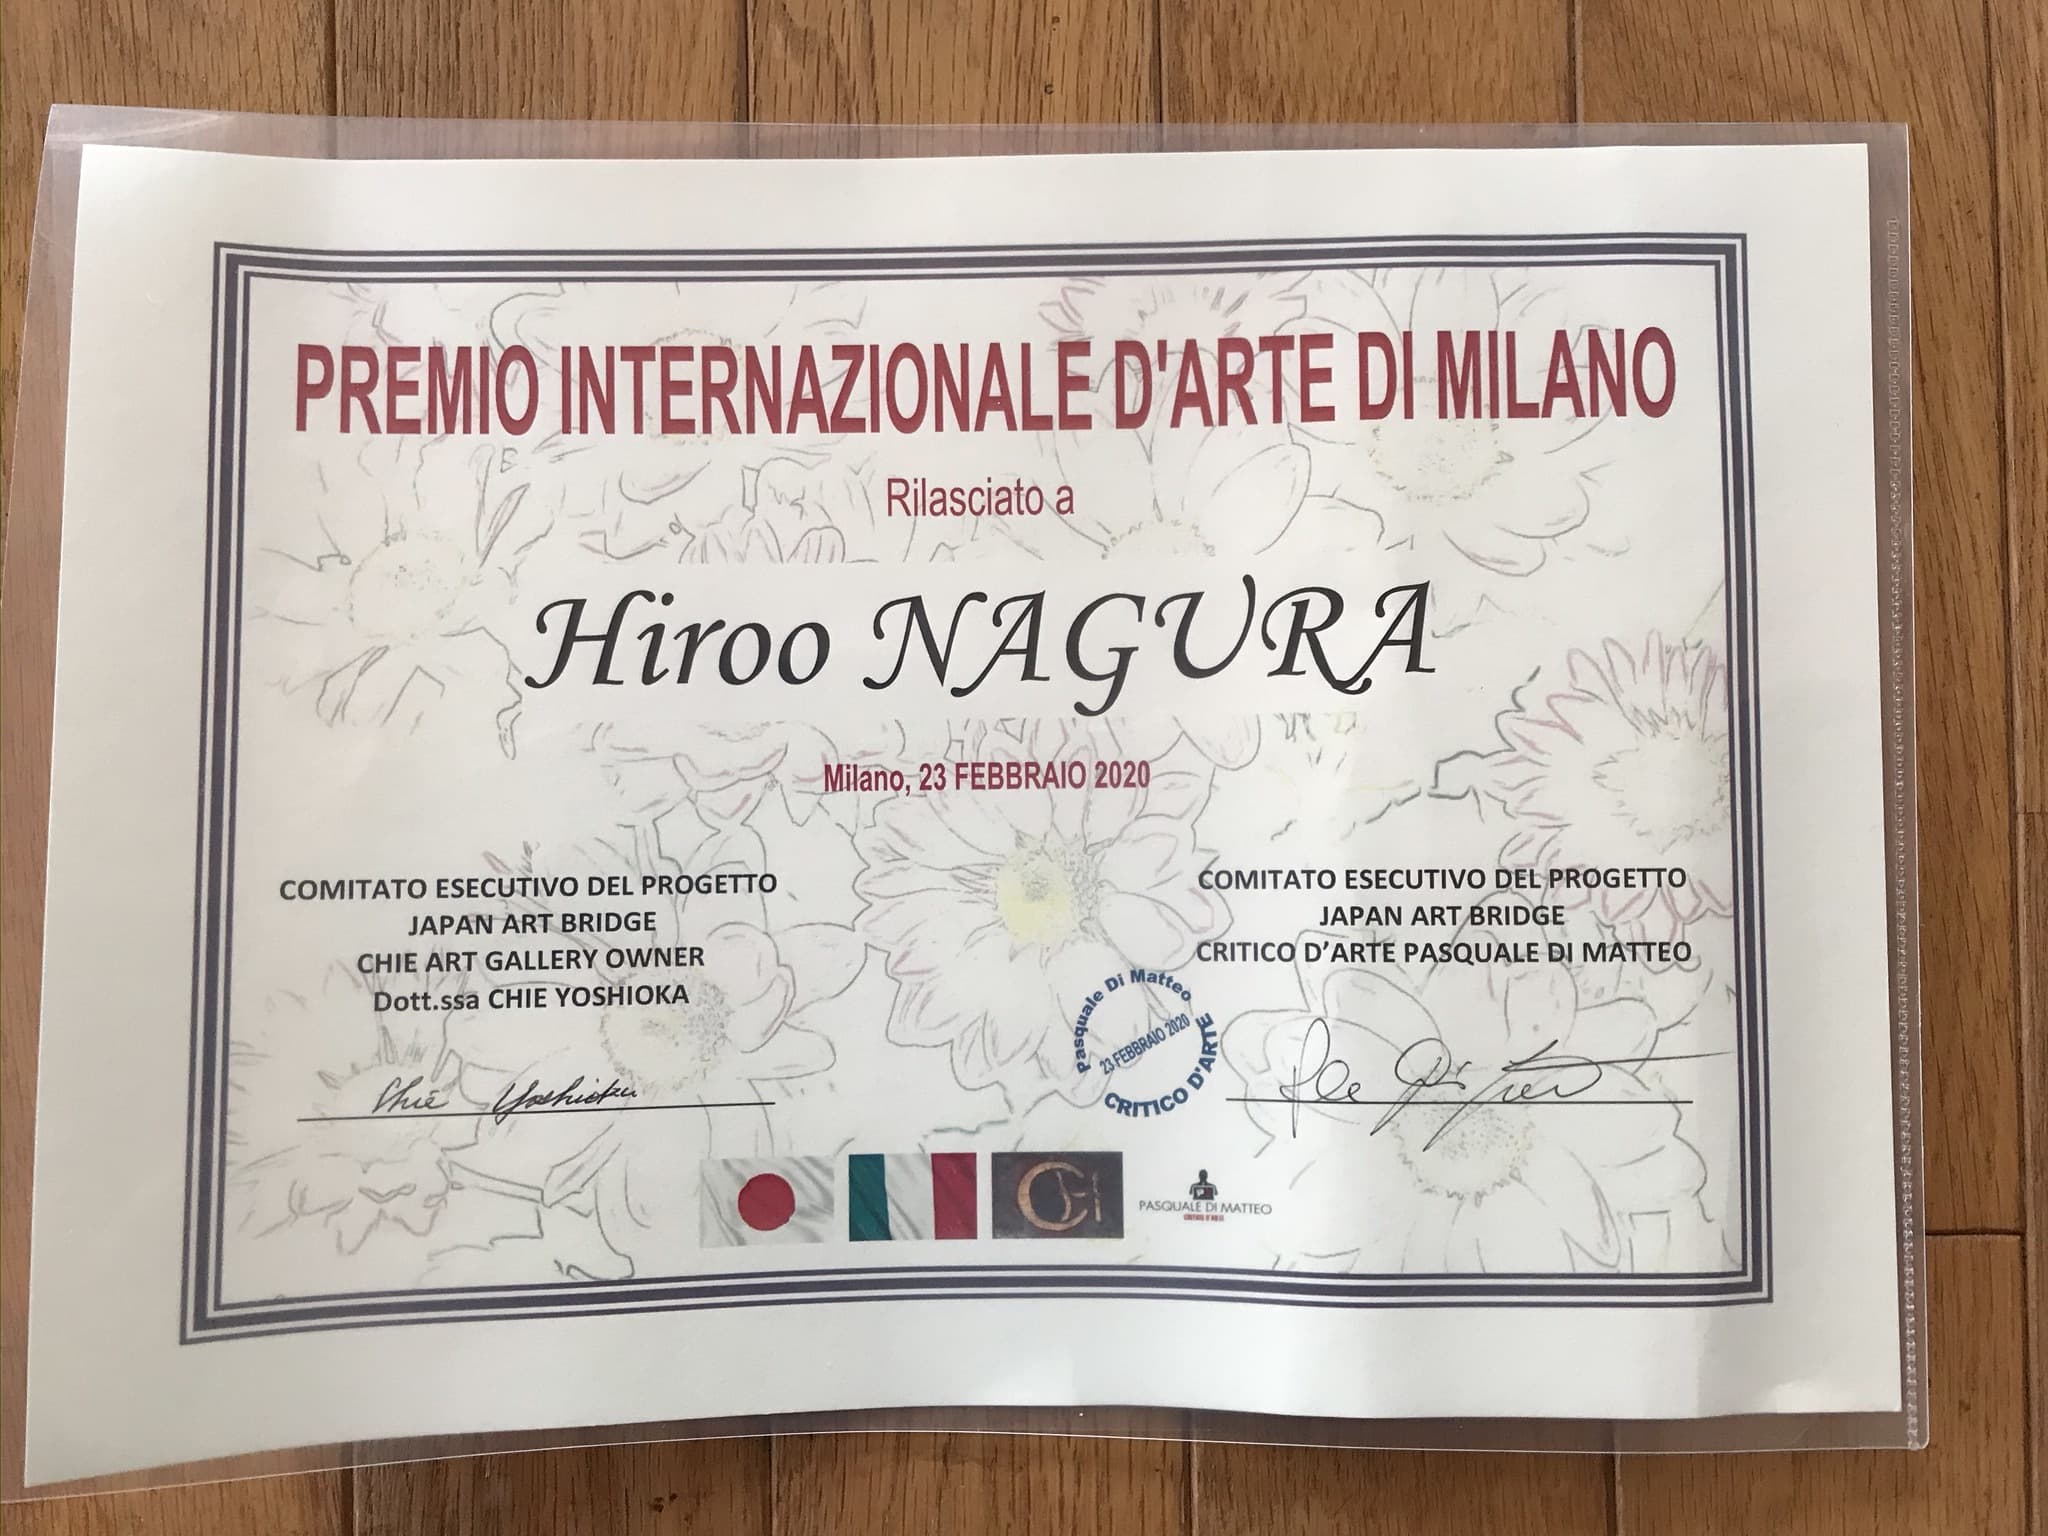 PREMIO INTERNAZIONALE D'ARTE DI MILANO
Rilasciato a
Hiroo NAGURA
Milano, 23 FEBBRAIO 2020
COMITATO ESECUTIVO DEL PROGETTO
JAPAN ART BRIDGE
CHIE ART GALLERY OWNER
Dott.ssa CHIE YOSHIOKA
Chie Yoshioka
COMITATO ESECUTIVO DEL PROGETTO
JAPAN ART BRIDGE
CRITICO D'ARTE PASQUALE DI MATTEO
Pasquale Di Matteo
23 FEBBRAIO 2020
CRITICO D'ARTE
PASQUALE DI MATTEO